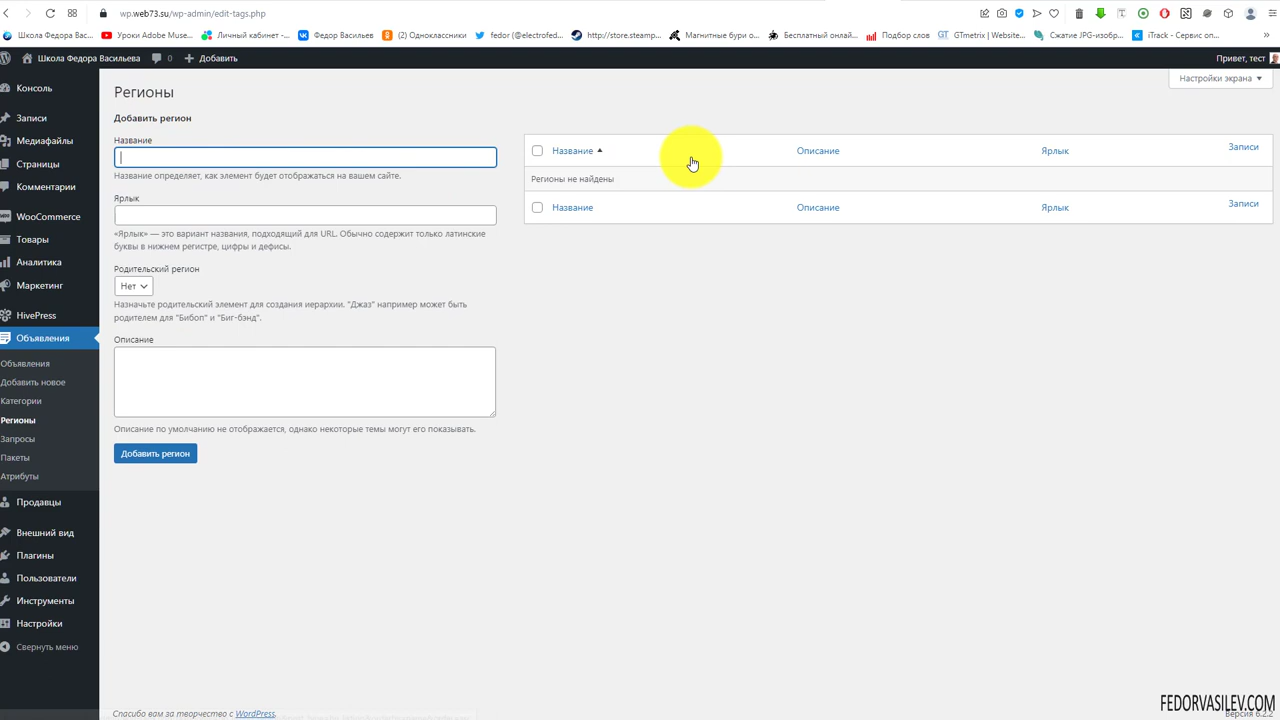 wp.web73.su/wp-admin/edit-tags.php
Школа Федора Вас...
Уроки Adobe Muse...
Личный кабинет -...
Федор Васильев
(2) Одноклассники
fedor (@electrofed...
http://store.steamp...
Магнитные бури о...
Бесплатный онлай...
Подбор слов
GTmetrix | Website...
Сжатие JPG-изобр...
iTrack - Сервис оп...
Школа Федора Васильева
0
Добавить
Привет, тест
Консоль
Записи
Медиафайлы
Страницы
Комментарии
WooCommerce
Товары
Аналитика
Маркетинг
HivePress
Объявления
Объявления
Добавить новое
Категории
Регионы
Запросы
Пакеты
Атрибуты
Продавцы
Внешний вид
Плагины
Пользователи
Инструменты
Настройки
Свернуть меню
Настройки экрана
Регионы
Добавить регион
Название
Название определяет, как элемент будет отображаться на вашем сайте.
Ярлык
«Ярлык» — это вариант названия, подходящий для URL. Обычно содержит только латинские
буквы в нижнем регистре, цифры и дефисы.
Родительский регион
Нет
Назначьте родительский элемент для создания иерархии. "Джаз" например может быть
родителем для "Бибоп" и "Биг-бэнд".
Описание
Описание по умолчанию не отображается, однако некоторые темы могут его показывать.
Добавить регион
Название Описание Ярлык Записи
Регионы не найдены
Название Описание Ярлык Записи
Спасибо вам за творчество с WordPress.
FEDORVASILEV.COM
Версия 6.2.2